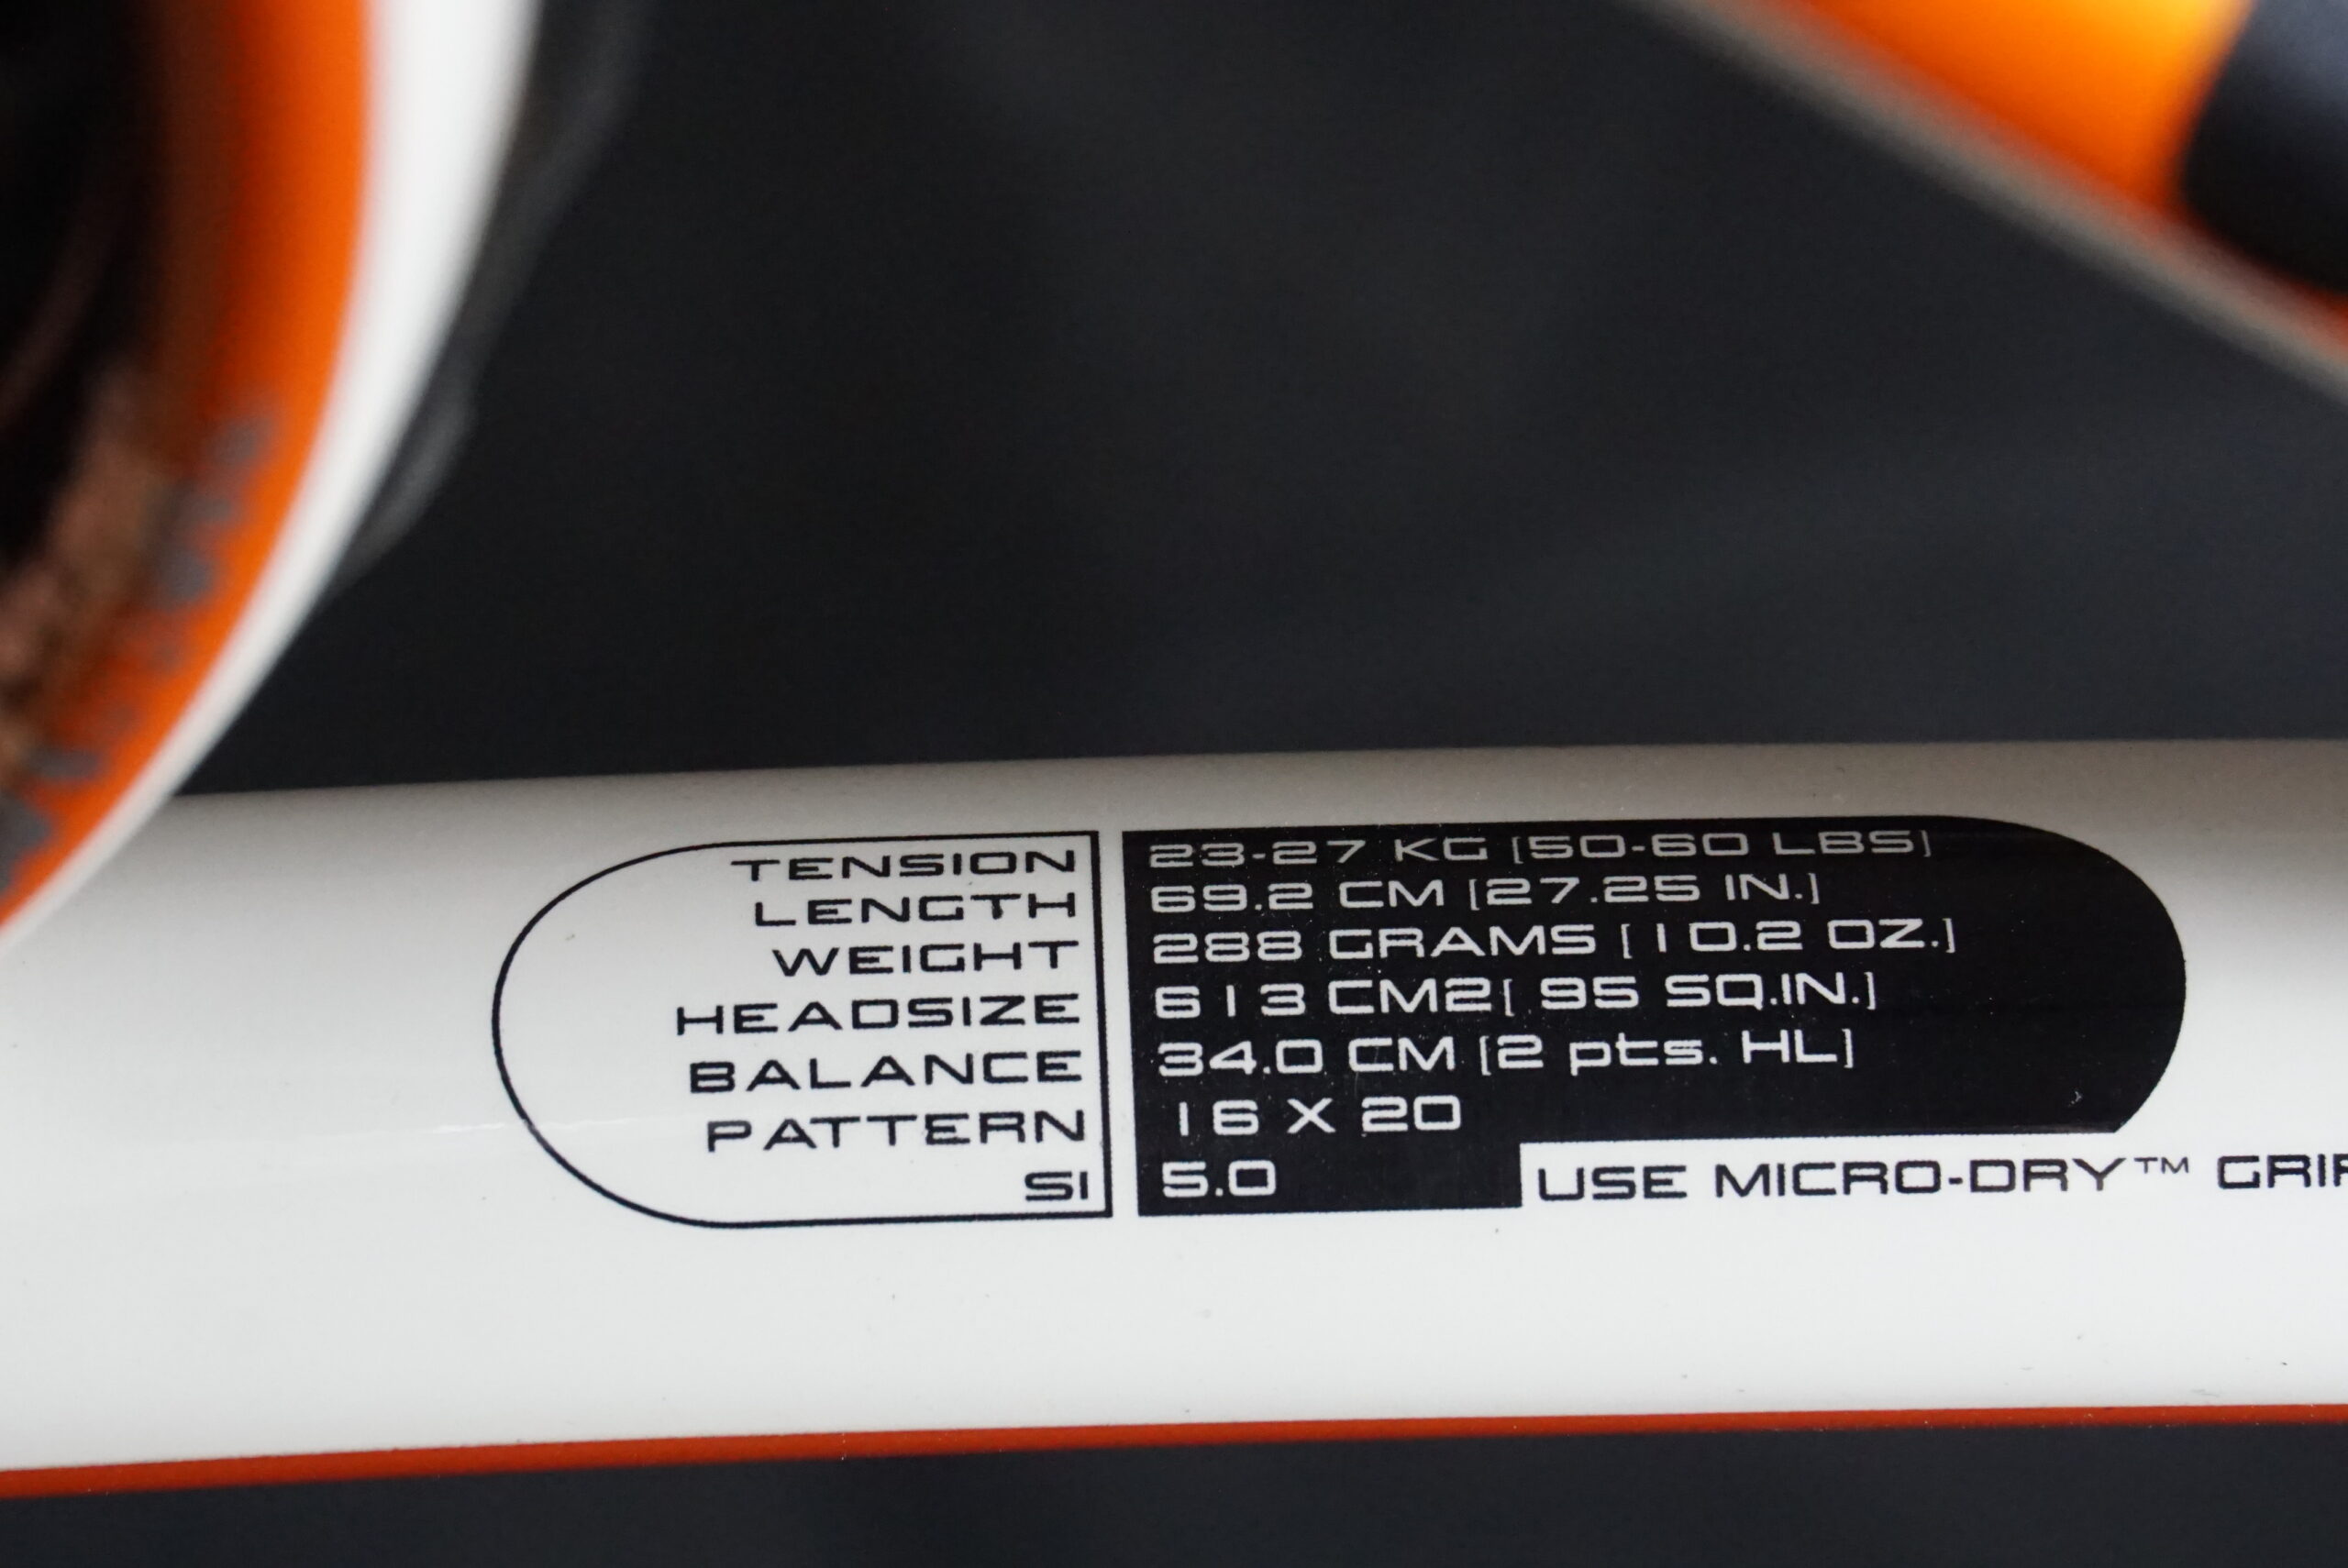 TENSION 23-27 KG [50-60 LBS]
LENGTH 69.2 CM [27.25 IN.]
WEIGHT 288 GRAMS [10.2 OZ.]
HEADSIZE 613 CM2[ 95 SQ.IN.]
BALANCE 34.0 CM [2 pts. HL]
PATTERN 16 X 20
SI 5.0
USE MICRO-DRY™